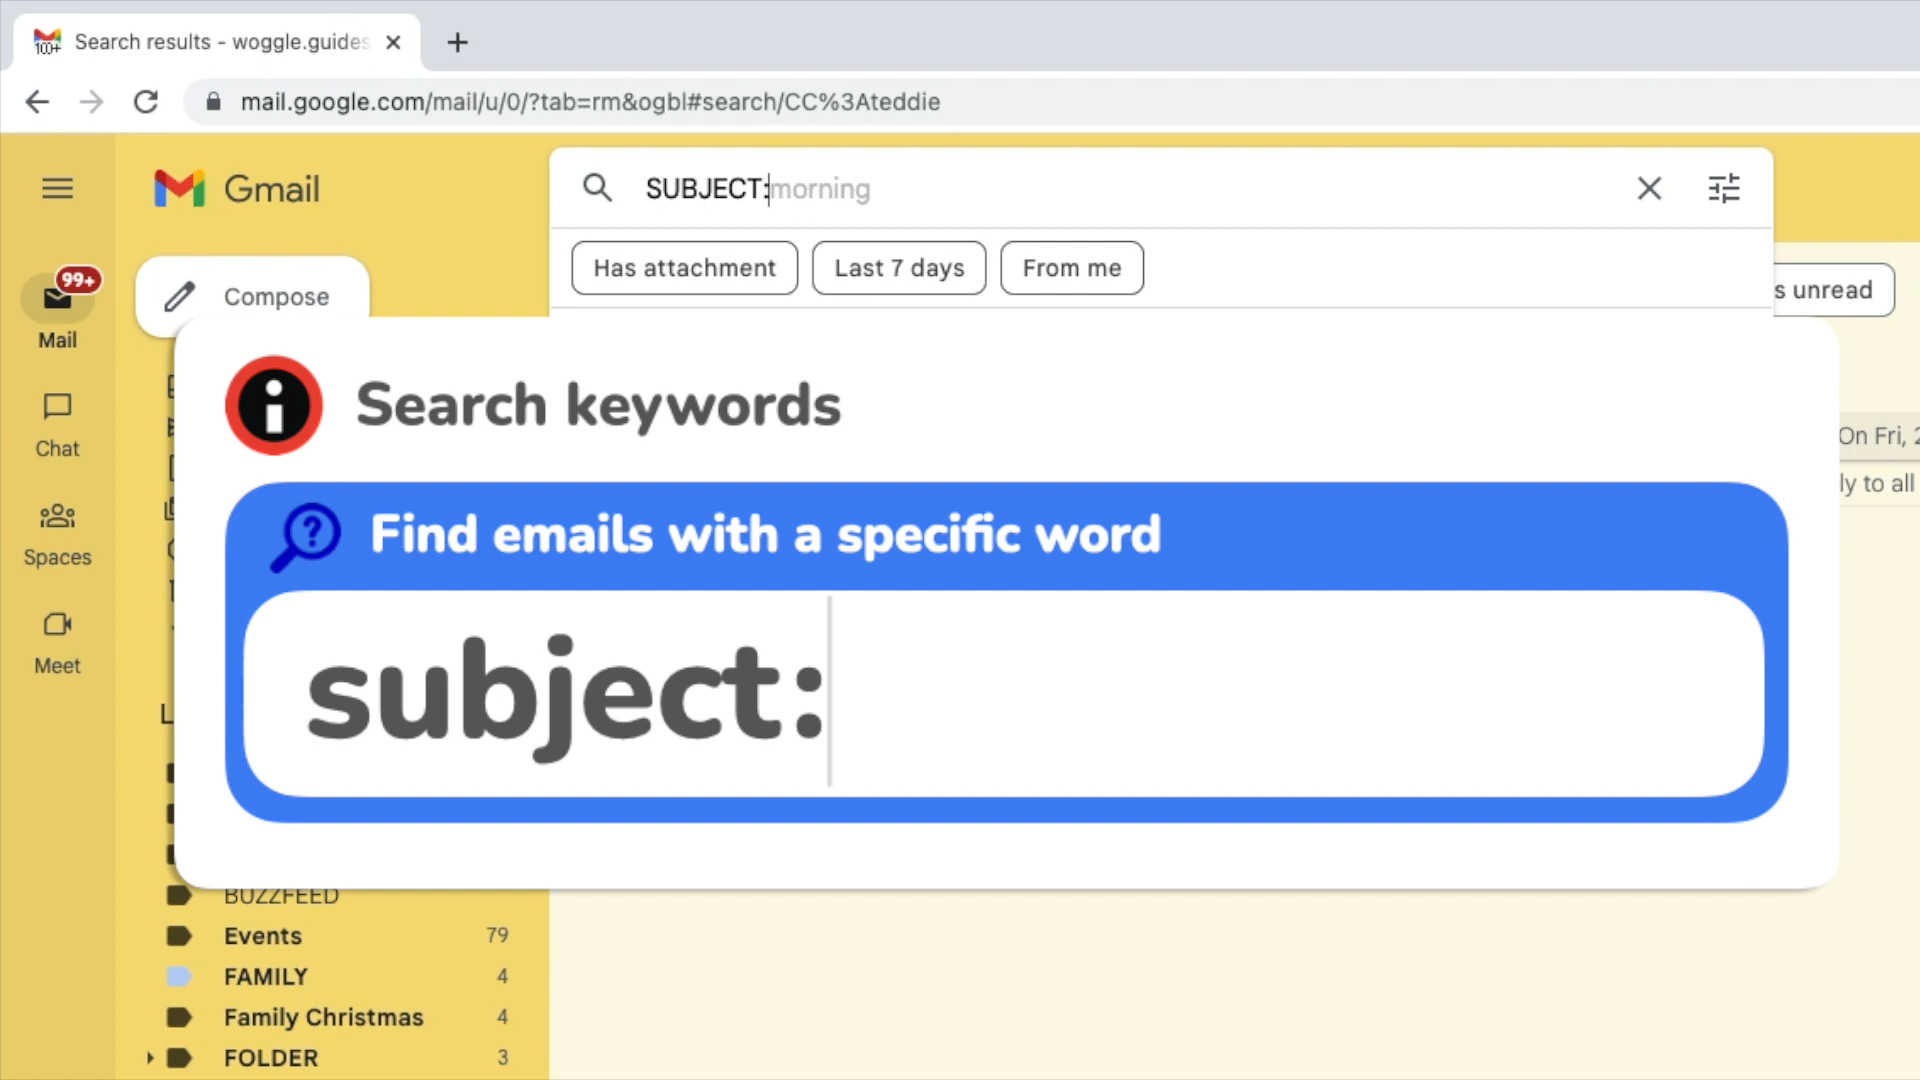 Search results - woggle.guides
mail.google.com/mail/u/0/?tab=rm&ogbl#search/CC%3Ateddie
Gmail
SUBJECT:morning
Has attachment Last 7 days From me
s unread
99+
Compose
Mail
Search keywords
On Fri, 2
Chat
ly to all
Find emails with a specific word
Spaces
subject:
Meet
BUZZFEED
Events 79
FAMILY 4
Family Christmas 4
FOLDER 3